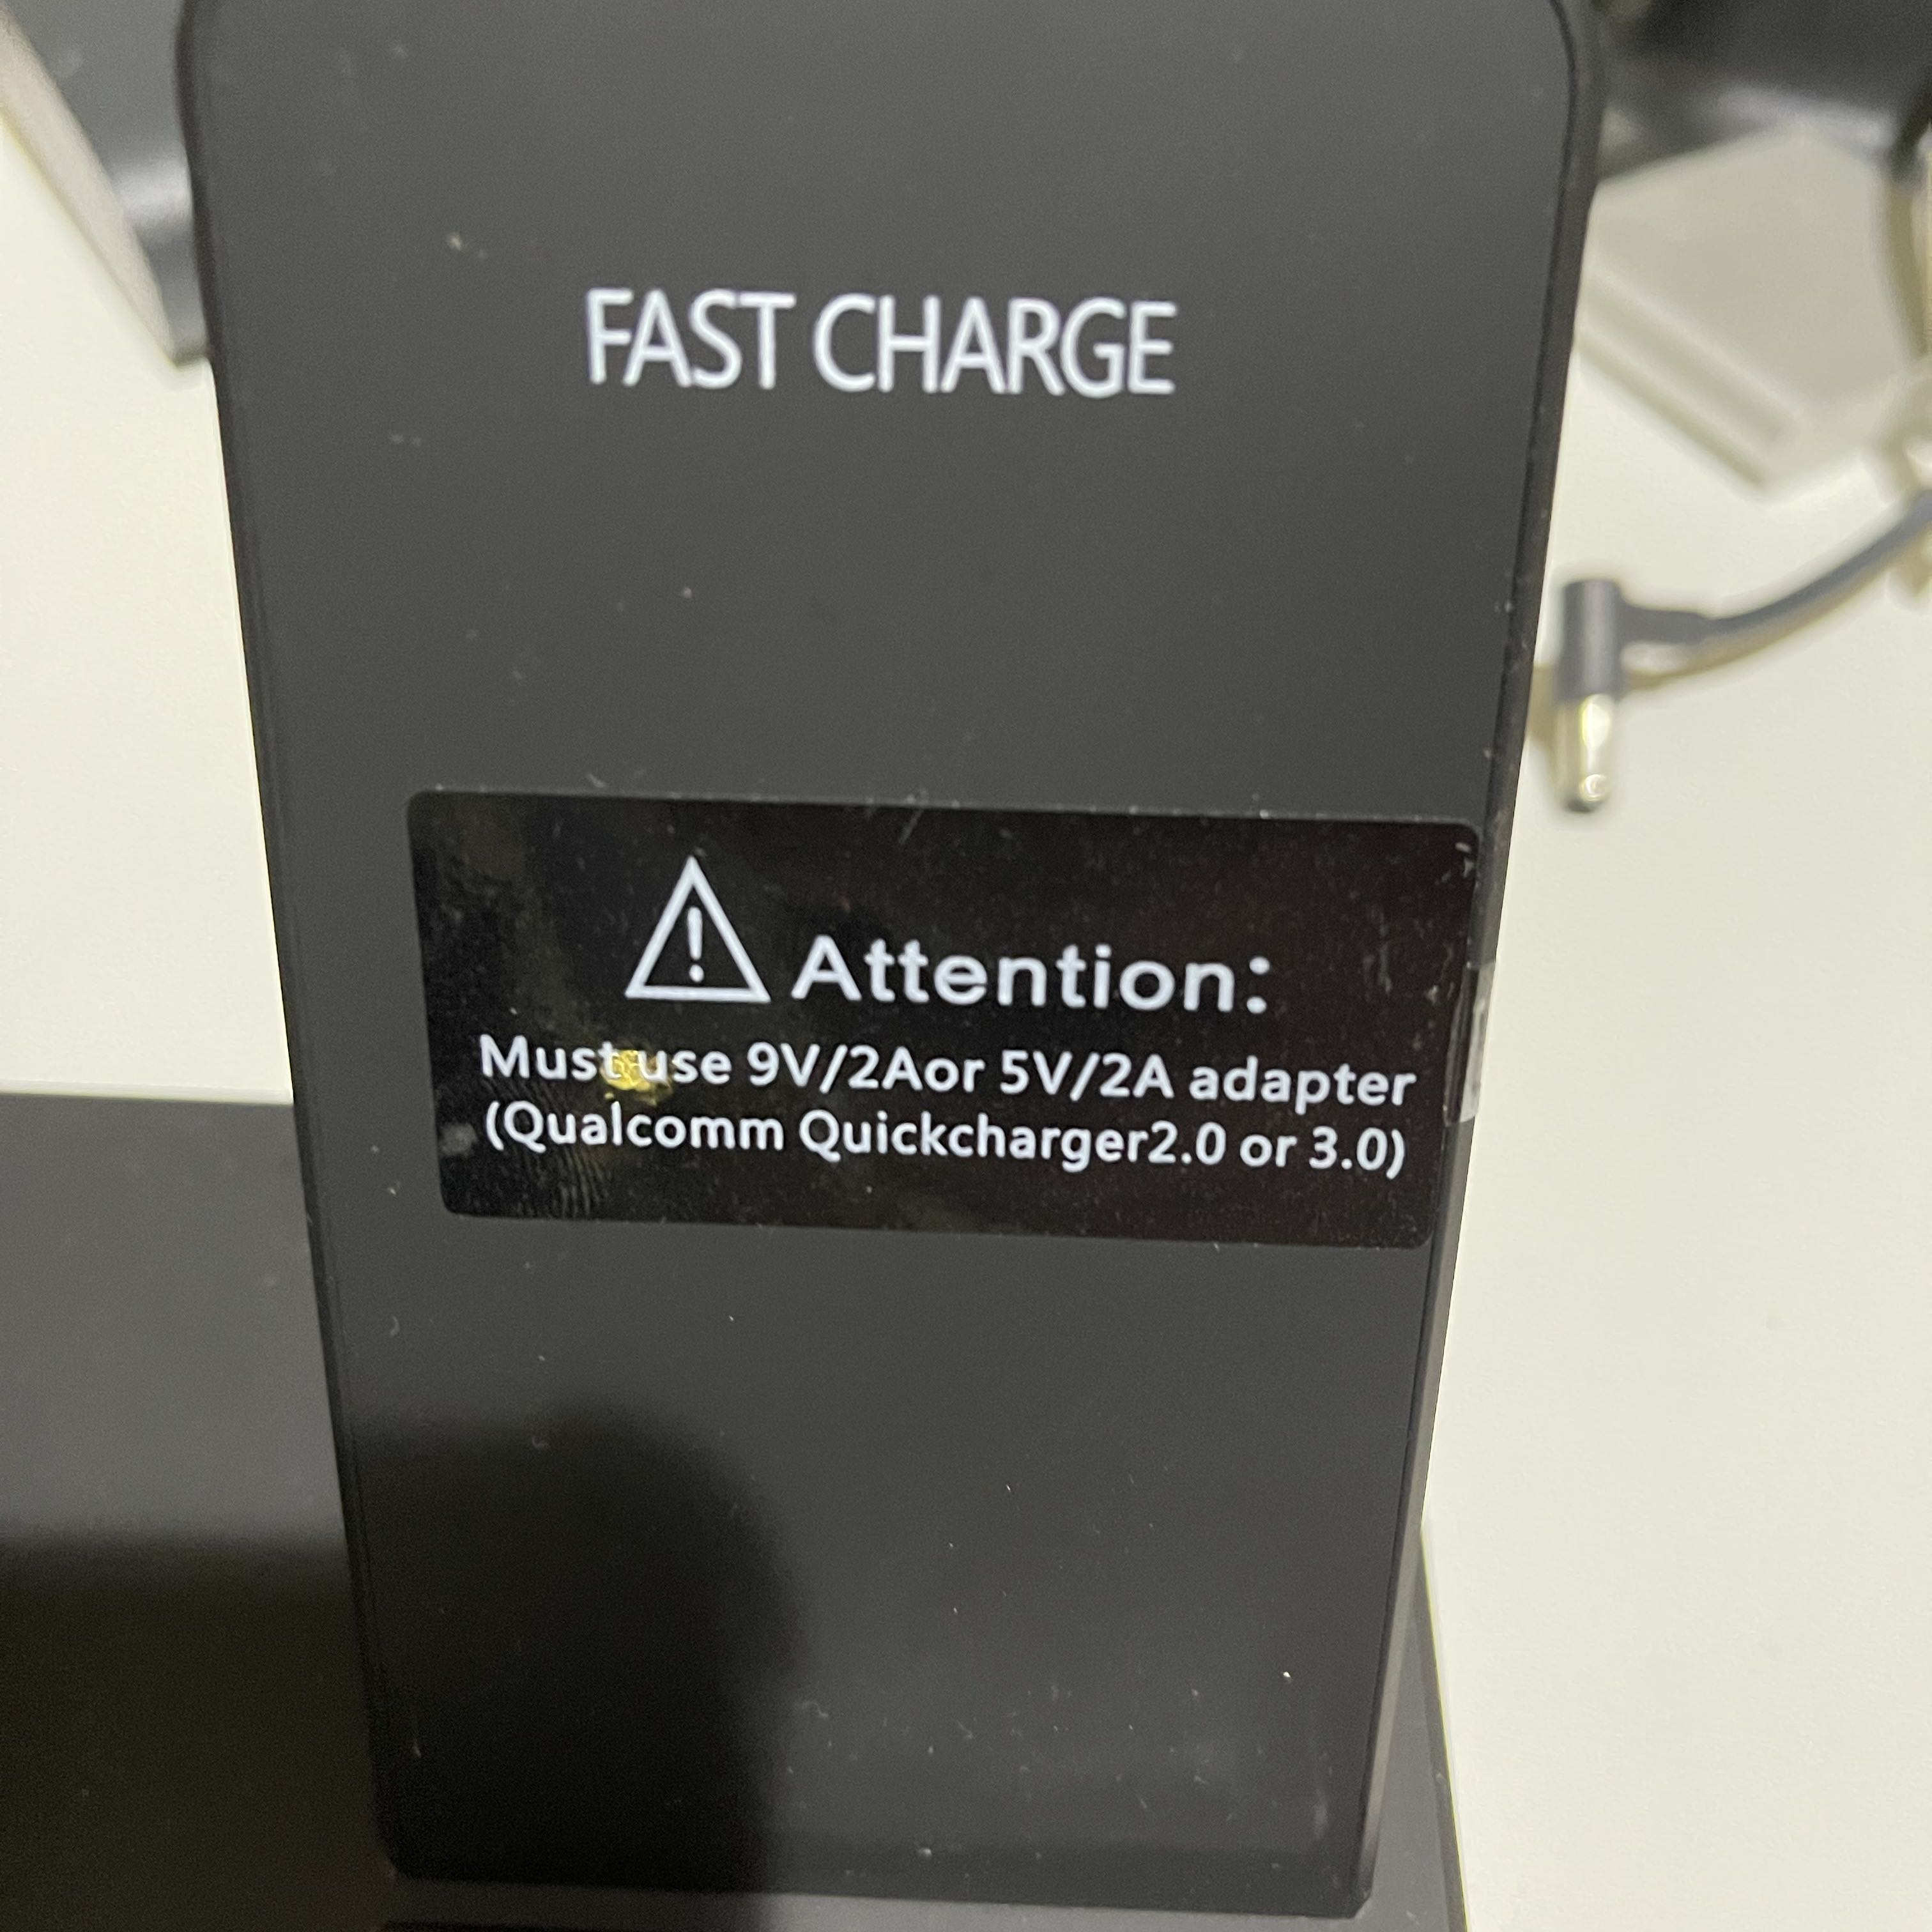 FAST CHARGE
Attention:
Must use 9V/2Aor 5V/2A adapter
(Qualcomm Quickcharger2.0 or 3.0)